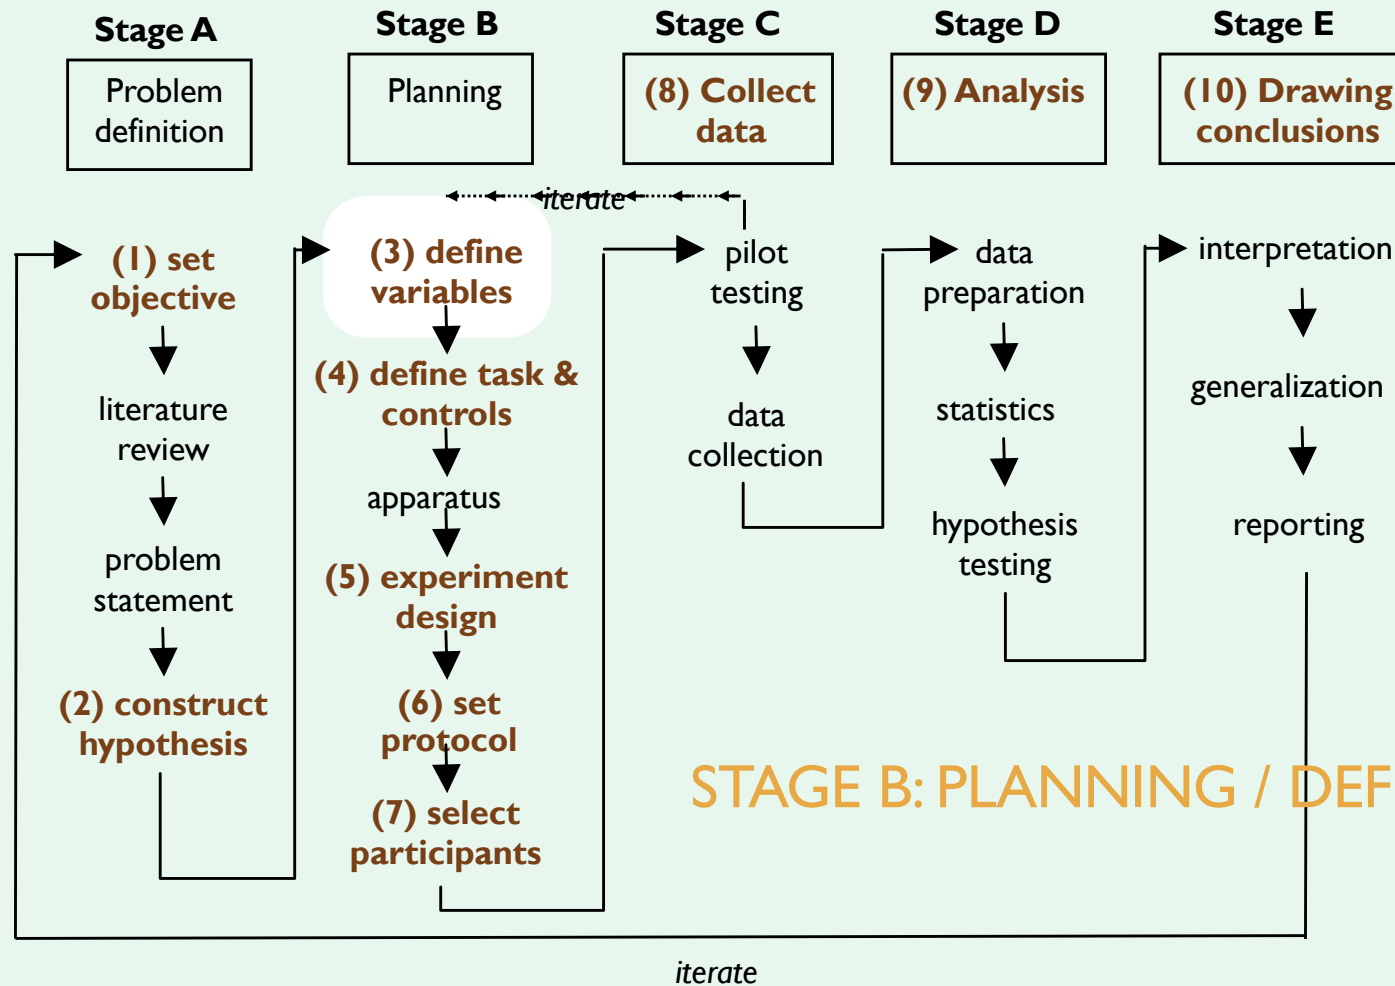 Stage A
Problem
definition
(1) set
objective
literature
review
problem
statement
(2) construct
hypothesis
Stage B
Planning
(3) define
variables
(4) define task &
controls
apparatus
(5) experiment
design
(6) set
protocol
(7) select
participants
Stage C
(8) Collect
data
iterate
pilot
testing
data
collection
Stage D
(9) Analysis
data
preparation
statistics
hypothesis
testing
Stage E
(10) Drawing
conclusions
interpretation
generalization
reporting
STAGE B: PLANNING / DEF
iterate